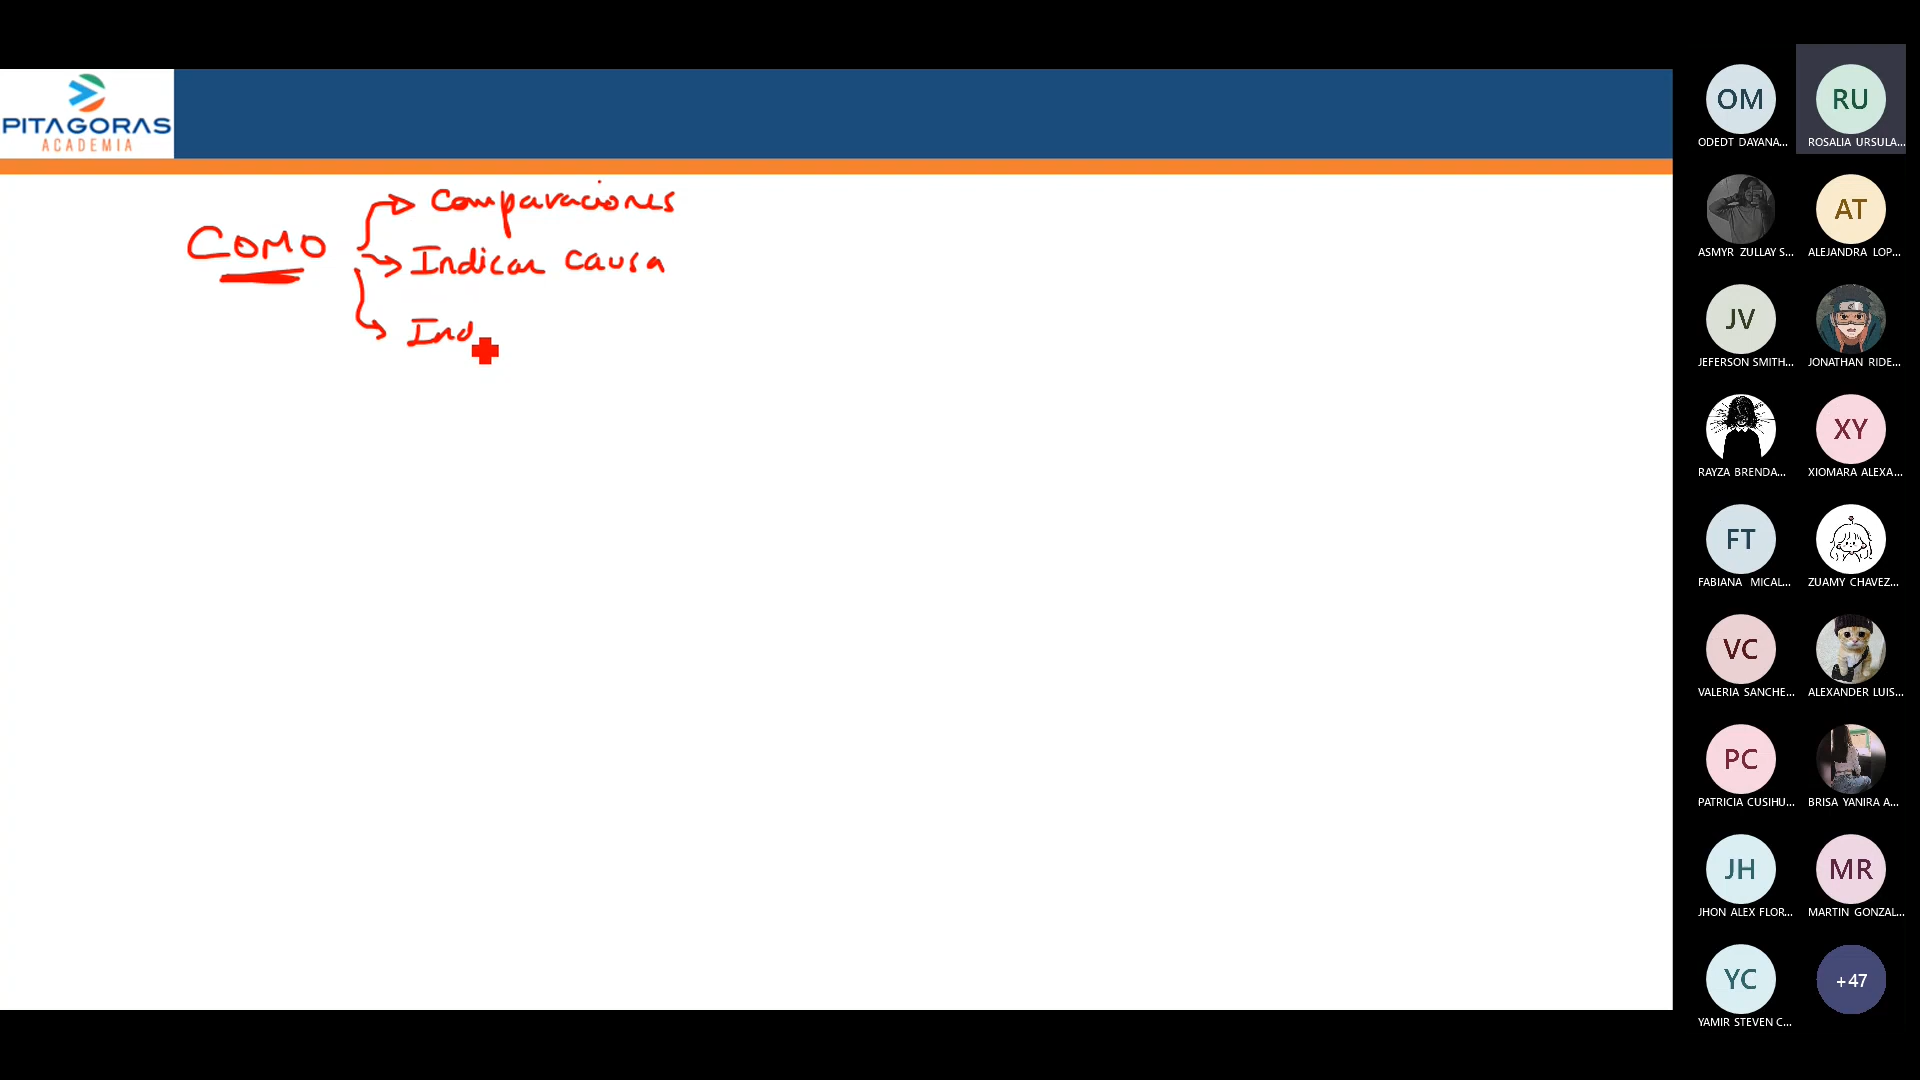 PITAGORAS
ACADEMIA
COMO
Comparaciones
Indicar causa
Ind
OM
ODEDT DAYANA...
RU
ROSALIA URSULA...
ASMYR ZULLAY S...
AT
ALEJANDRA LOP...
JV
JEFERSON SMITH...
JONATHAN RIDE...
RAYZA BRENDA...
XY
XIOMARA ALEXA...
FT
FABIANA MICAL...
ZUAMY CHAVEZ...
VC
VALERIA SANCHE...
ALEXANDER LUIS...
PC
PATRICIA CUSIHU...
BRISA YANIRA A...
JH
JHON ALEX FLOR...
MR
MARTIN GONZAL...
YC
YAMIR STEVEN C...
+47